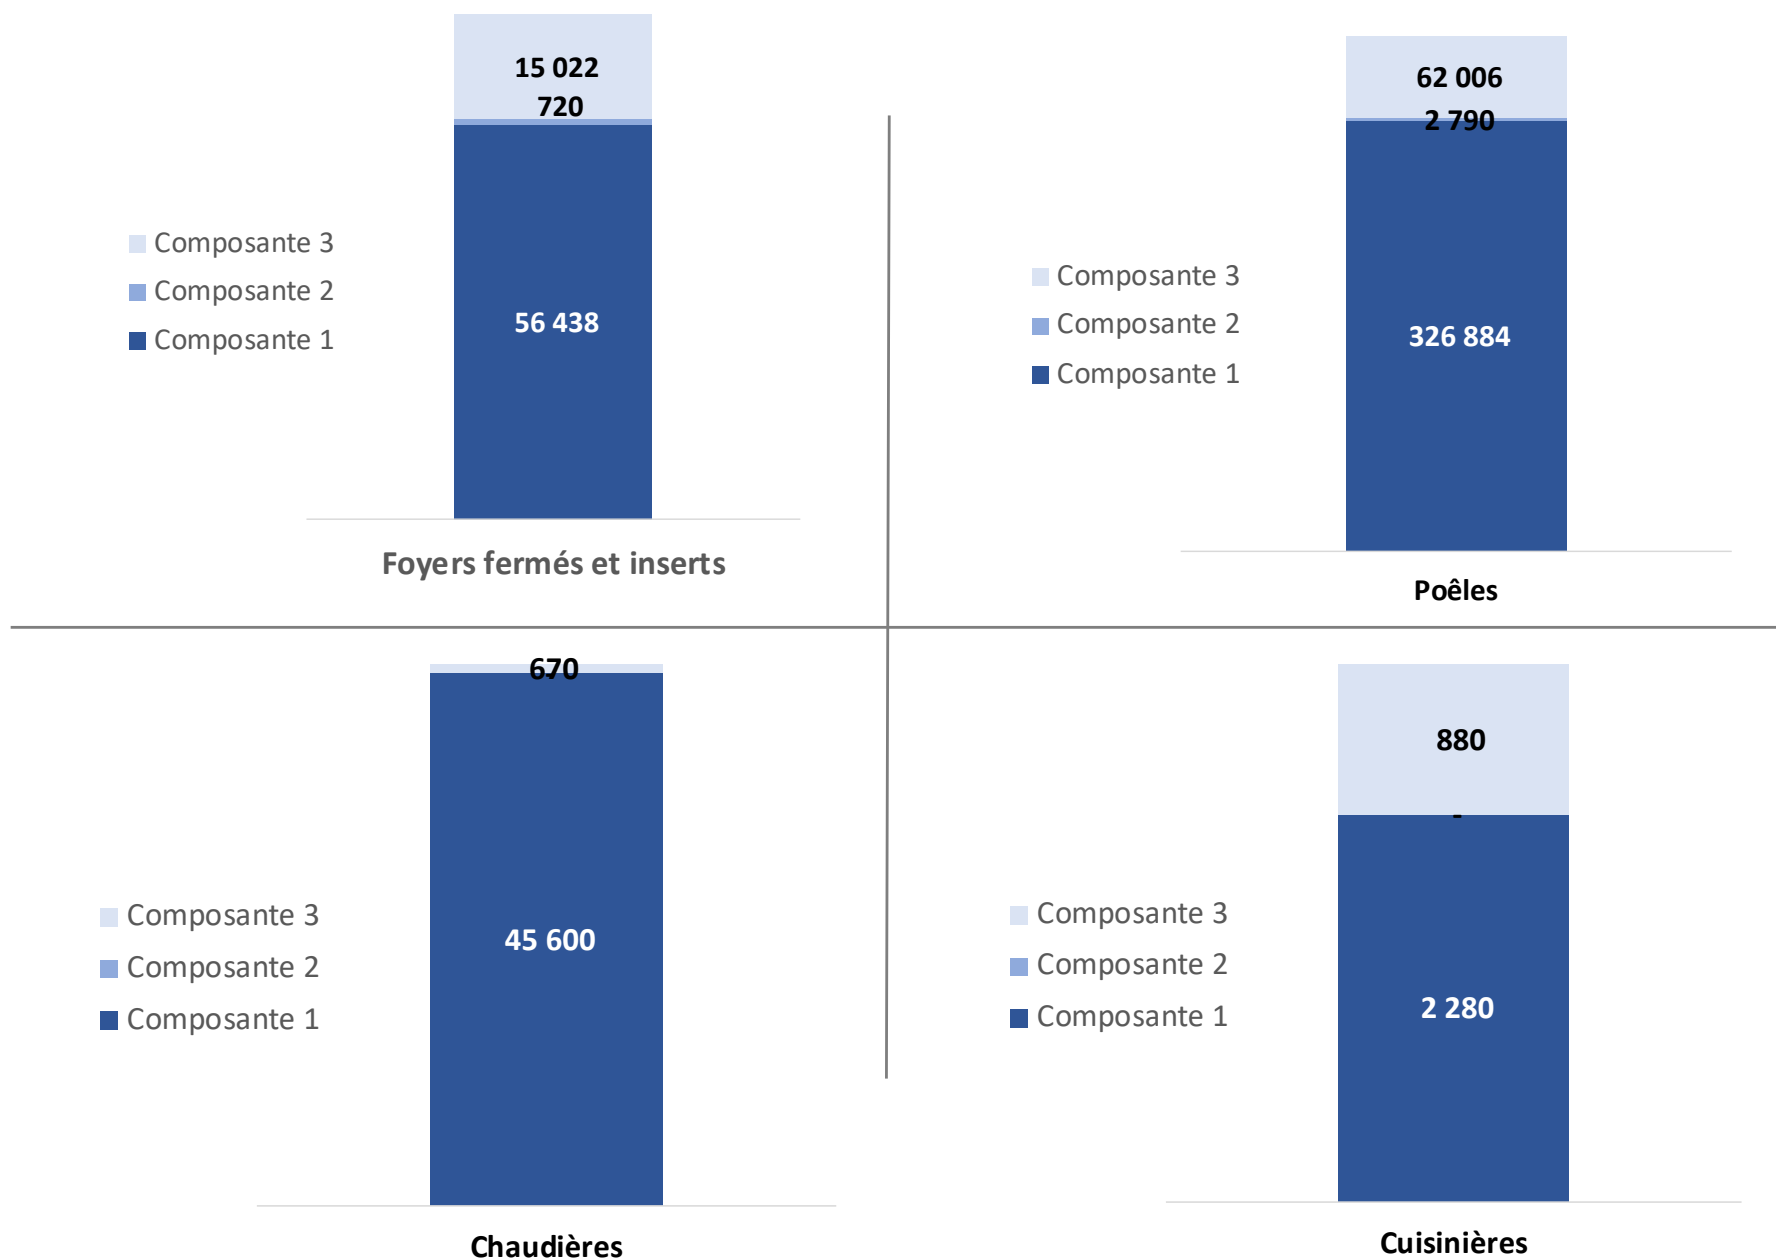 15 022
720
Composante 3
Composante 2
56 438
Composante 1
Foyers fermés et inserts
62 006
2 790
Composante 3
Composante 2
326 884
Composante 1
Poêles
670
-
Composante 3
45 600
Composante 2
Composante 1
Chaudières
880
-
Composante 3
Composante 2
2 280
Composante 1
Cuisinières